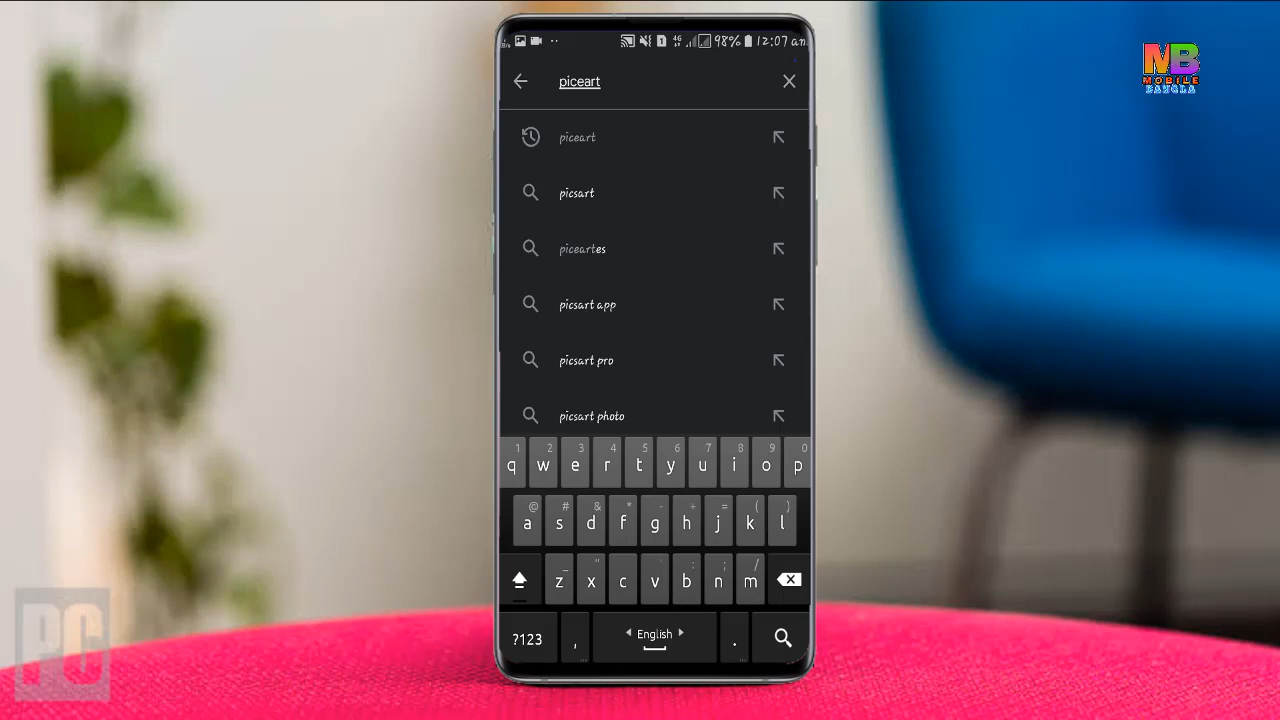 98% 12:07 am
piceart
piceart
picsart
piceartes
picsart app
picsart pro
picsart photo
1 2 3 4 5 6 7 8 9 0
q w e r t y u i o p
@ # & * - + = ( )
a s d f g h j k l
_ " ' : ; /
z x c v b n m
?123 , English .
MB
MOBILE
BANGLA
PC